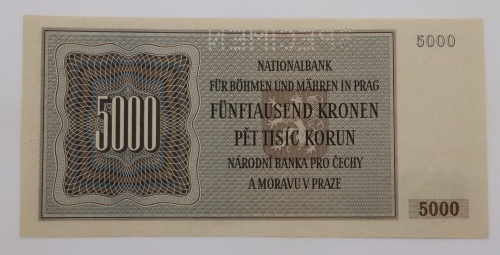 SPECIMEN
5000
NATIONALBANK
FÜR BÖHMEN UND MÄHREN IN PRAG
FÜNFTAUSEND KRONEN
PĚT TISÍC KORUN
NÁRODNÍ BANKA PRO ČECHY
A MORAVU V PRAZE
5000
5000